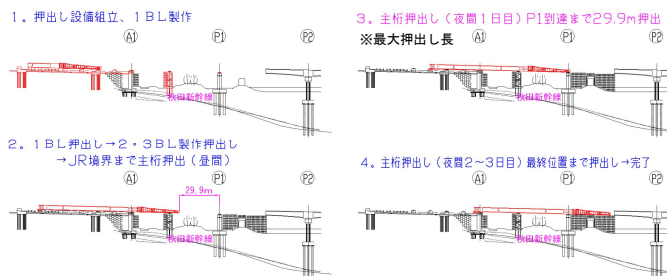 1. 押出し設備組立、1BL製作
A1
P1
P2
秋田新幹線
3. 主桁押出し(夜間1日目)P1到達まで29.9m押出
※最大押出し長
A1
P1
P2
秋田新幹線
2. 1BL押出し→2・3BL製作押出し
→JR境界まで主桁押出(昼間)
A1
P1
P2
29.9m
秋田新幹線
4. 主桁押出し(夜間2~3日目)最終位置まで押出し→完了
A1
P1
P2
秋田新幹線